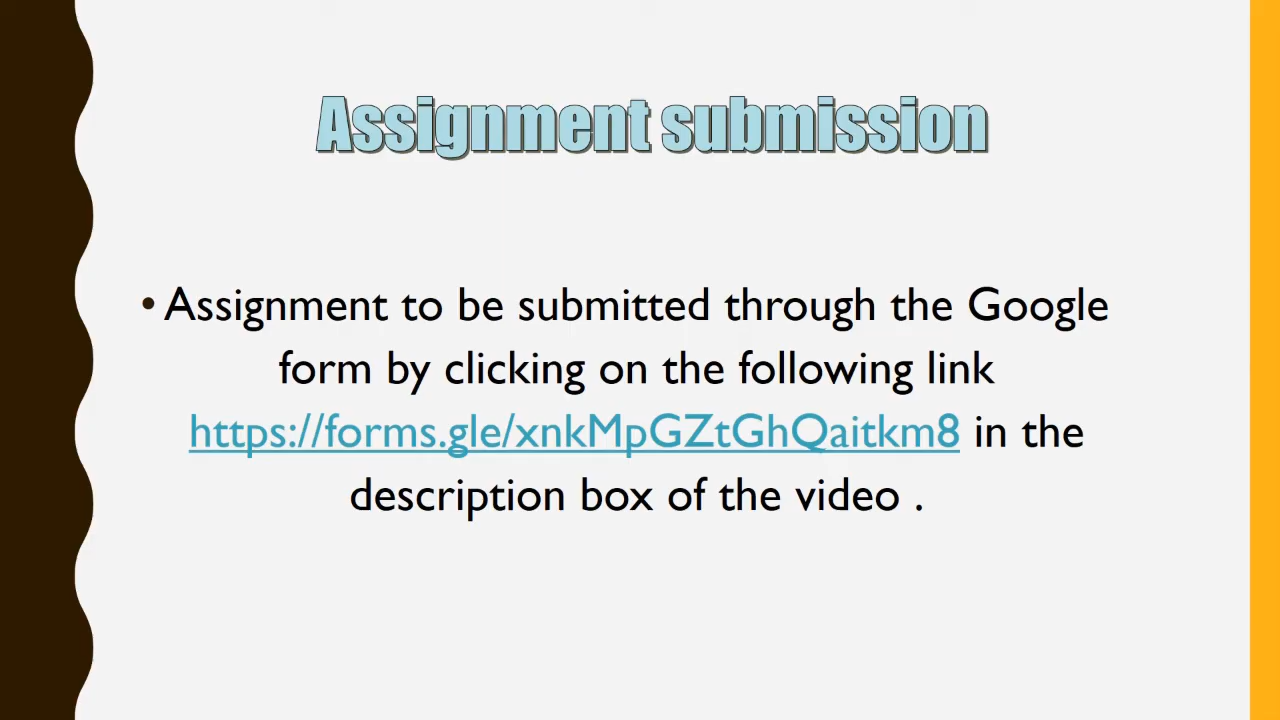 Assignment submission
• Assignment to be submitted through the Google
form by clicking on the following link
https://forms.gle/xnkMpGZtGhQaitkm8 in the
description box of the video .